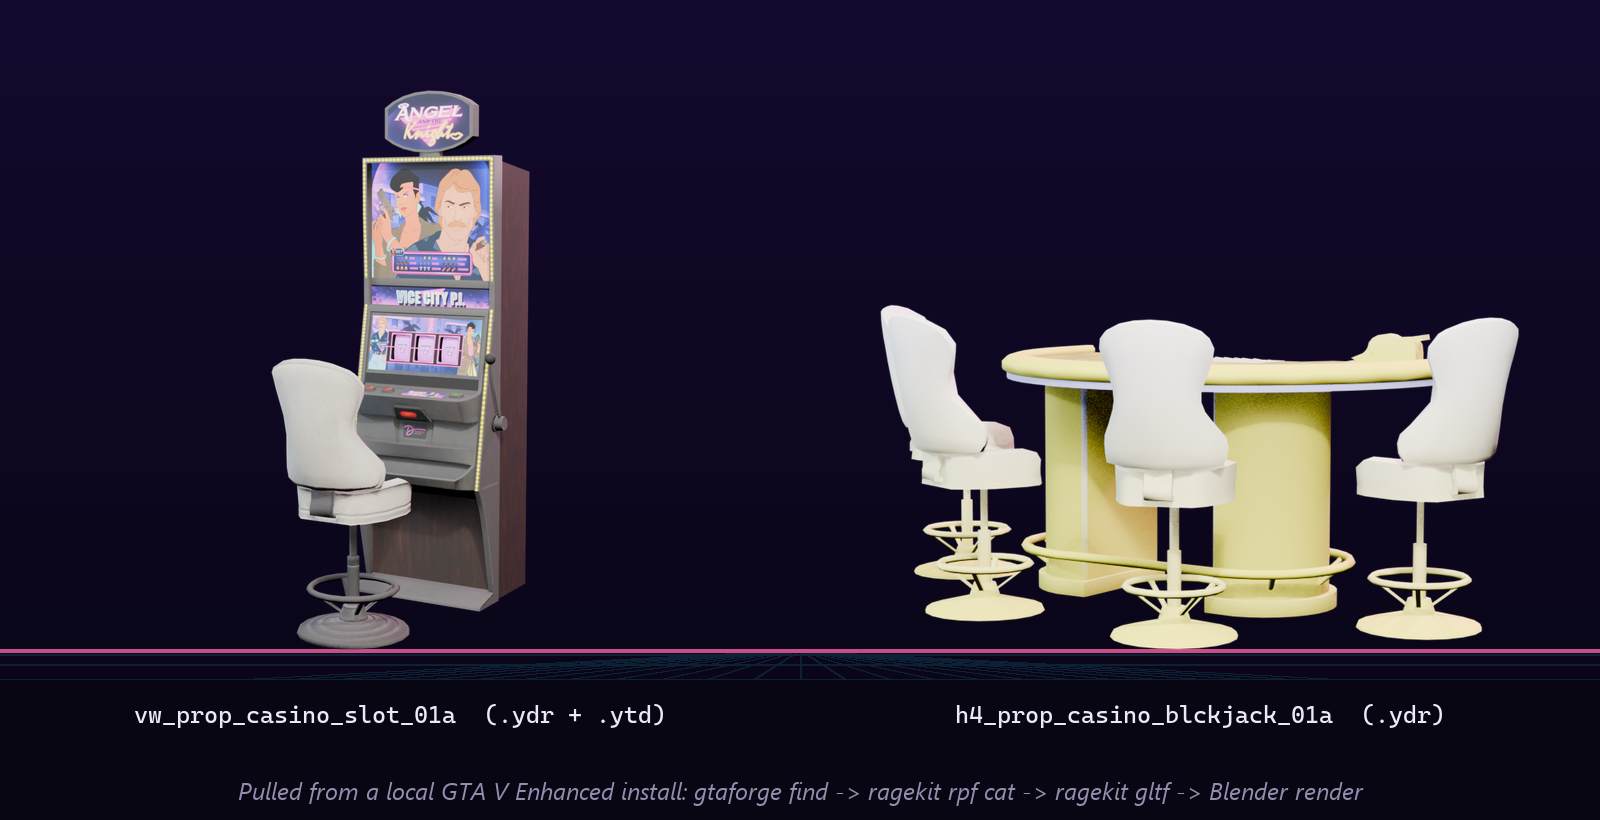 ANGEL
AND THE
Knight
VICE CITY P.I.
vw_prop_casino_slot_01a (.ydr + .ytd)
h4_prop_casino_blckjack_01a (.ydr)
Pulled from a local GTA V Enhanced install: gtaforge find -> ragekit rpf cat -> ragekit gltf -> Blender render